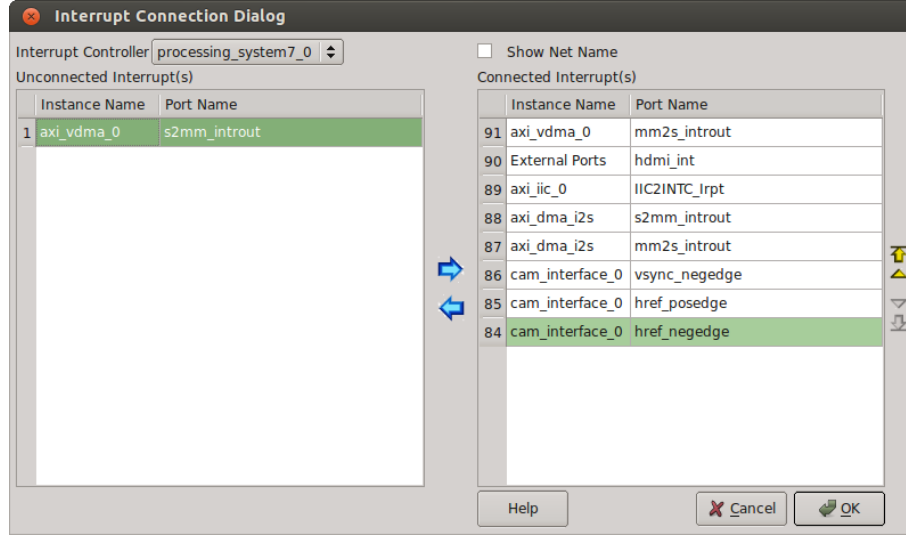 Interrupt Connection Dialog
Interrupt Controller processing_system7_0
Show Net Name
Unconnected Interrupt(s)
Instance Name Port Name
1 axi_vdma_0 s2mm_introut
Connected Interrupt(s)
Instance Name Port Name
91 axi_vdma_0 mm2s_introut
90 External Ports hdmi_int
89 axi_iic_0 IIC2INTC_Irpt
88 axi_dma_i2s s2mm_introut
87 axi_dma_i2s mm2s_introut
86 cam_interface_0 vsync_negedge
85 cam_interface_0 href_posedge
84 cam_interface_0 href_negedge
Help
Cancel
OK